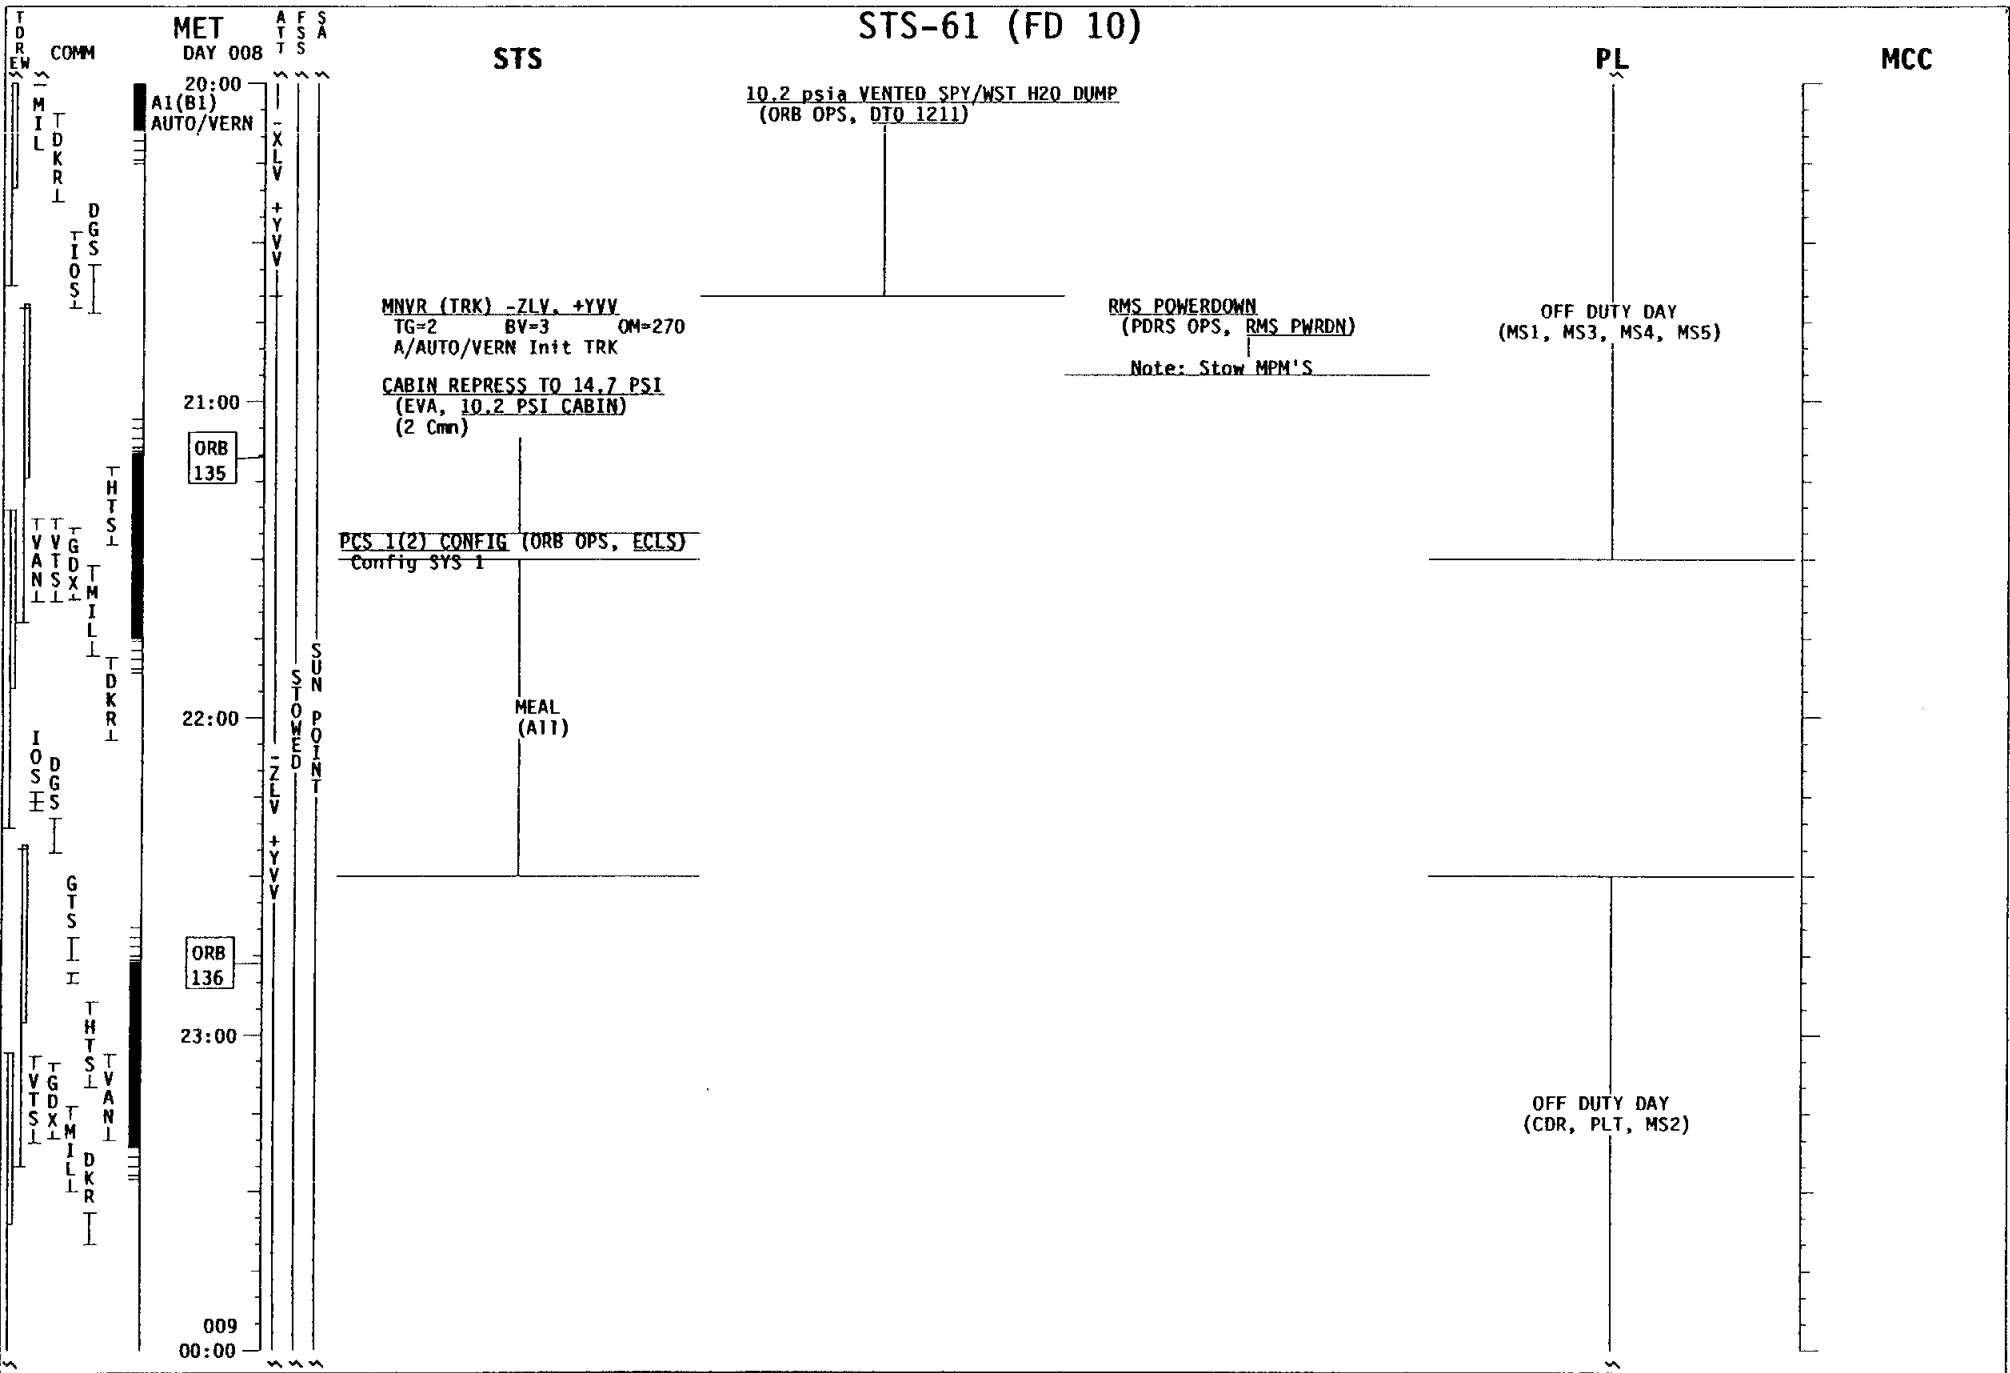 STS-61 (FD 10)
TDRE W
COMM
MET
DAY 008
ATT
FSS
SA
STS
PL
MCC
20:00
A1(B1)
AUTO/VERN
MIL
TDKR
DGS
IOS
-XLV +YVV
10.2 psia VENTED SPY/WST H2O DUMP
(ORB OPS, DTO 1211)
MNVR (TRK) -ZLV, +YVV
TG=2 BV=3 OM=270
A/AUTO/VERN Init TRK
RMS POWERDOWN
(PDRS OPS, RMS PWRDN)
Note: Stow MPM'S
OFF DUTY DAY
(MS1, MS3, MS4, MS5)
CABIN REPRESS TO 14.7 PSI
(EVA, 10.2 PSI CABIN)
(2 Cmn)
21:00
ORB
135
HTS
VAN
VTS
GDX
MIL
DKR
PCS 1(2) CONFIG (ORB OPS, ECLS)
Config SYS 1
STOWED
SUN POINT
22:00
MEAL
(All)
IOS
DGS
-ZLV +YVV
GTS
ORB
136
23:00
HTS
VTS
GDX
VAN
MIL
DKR
OFF DUTY DAY
(CDR, PLT, MS2)
009
00:00